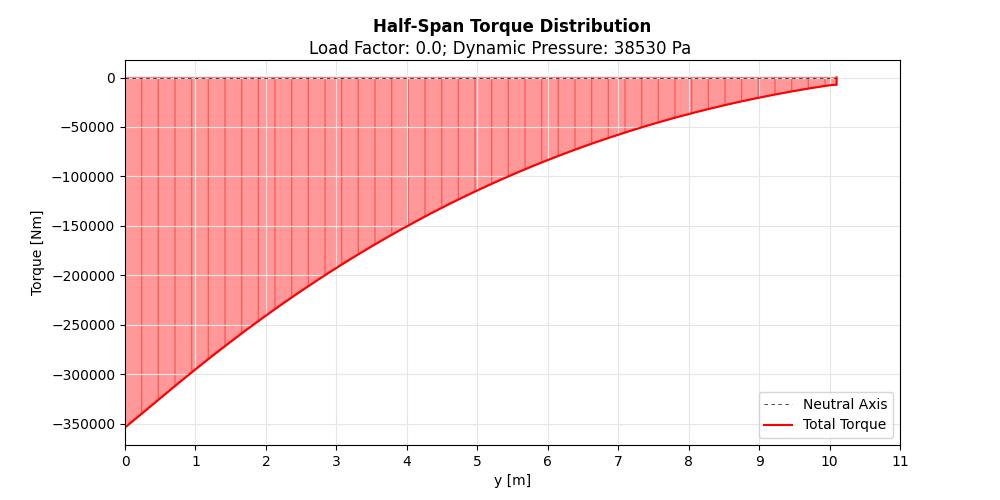 Half-Span Torque Distribution
Load Factor: 0.0; Dynamic Pressure: 38530 Pa
Torque [Nm]
0
−50000
−100000
−150000
−200000
−250000
−300000
−350000
Neutral Axis
Total Torque
0 1 2 3 4 5 6 7 8 9 10 11
y [m]